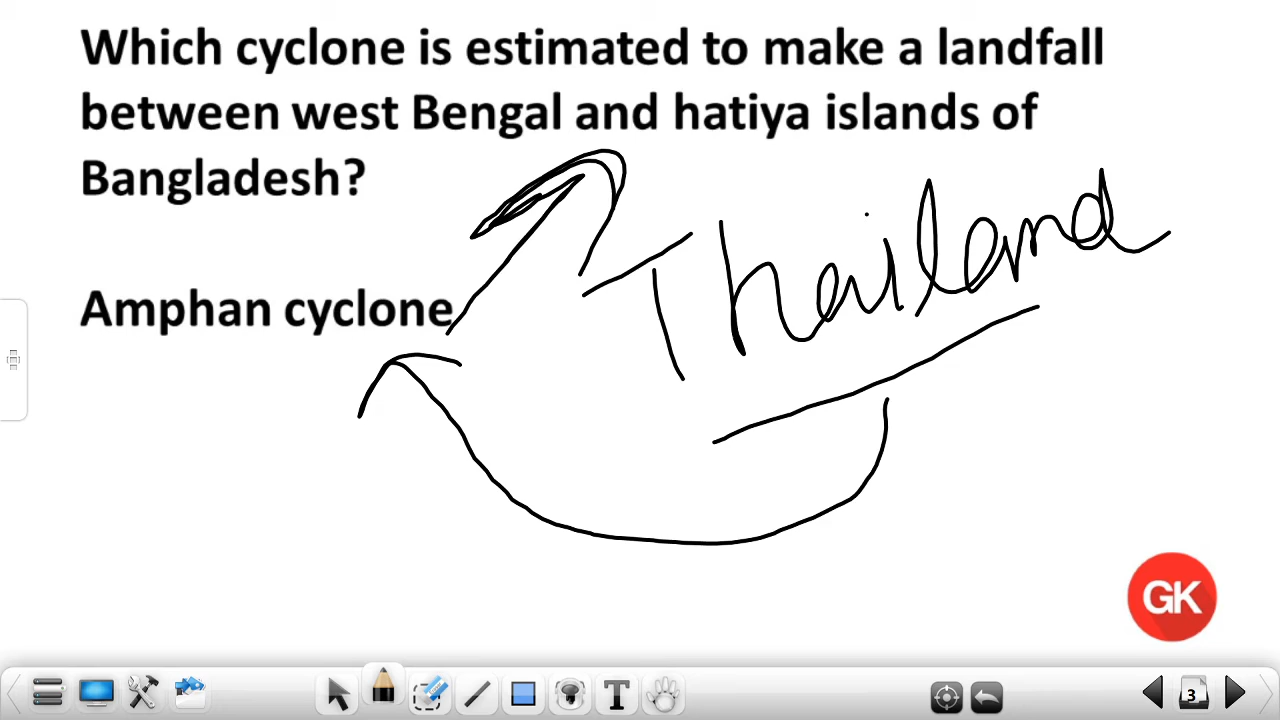 Which cyclone is estimated to make a landfall
between west Bengal and hatiya islands of
Bangladesh?
Thailand
Amphan cyclone
GK
T
3